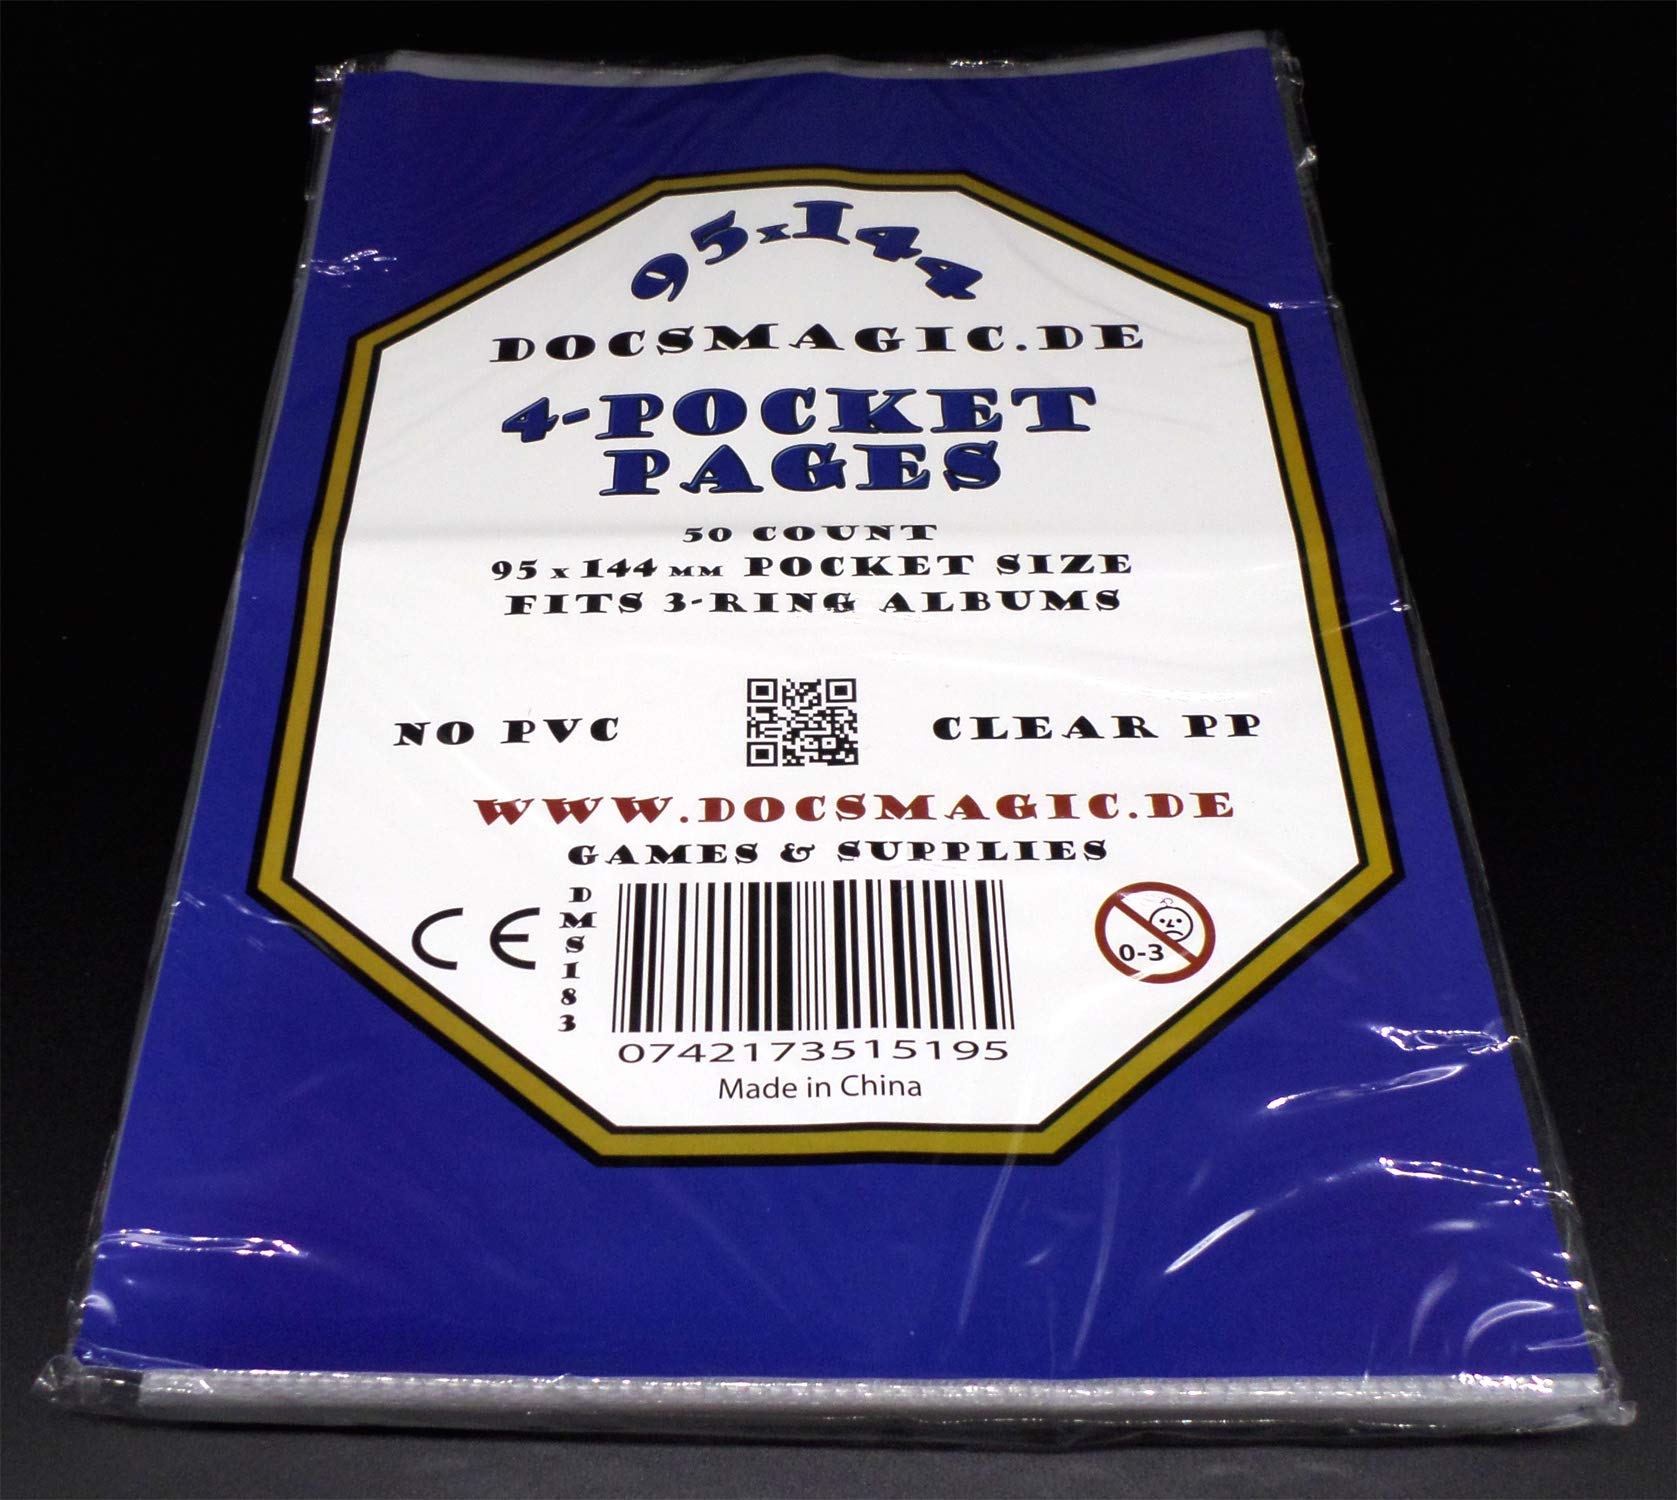 95x144
DOCSMAGIC.DE
4-POCKET
PAGES
50 COUNT
95 x 144 MM POCKET SIZE
FITS 3-RING ALBUMS
NO PVC
CLEAR PP
WWW.DOCSMAGIC.DE
GAMES & SUPPLIES
CE
DMS183
0-3
0742173515195
Made in China